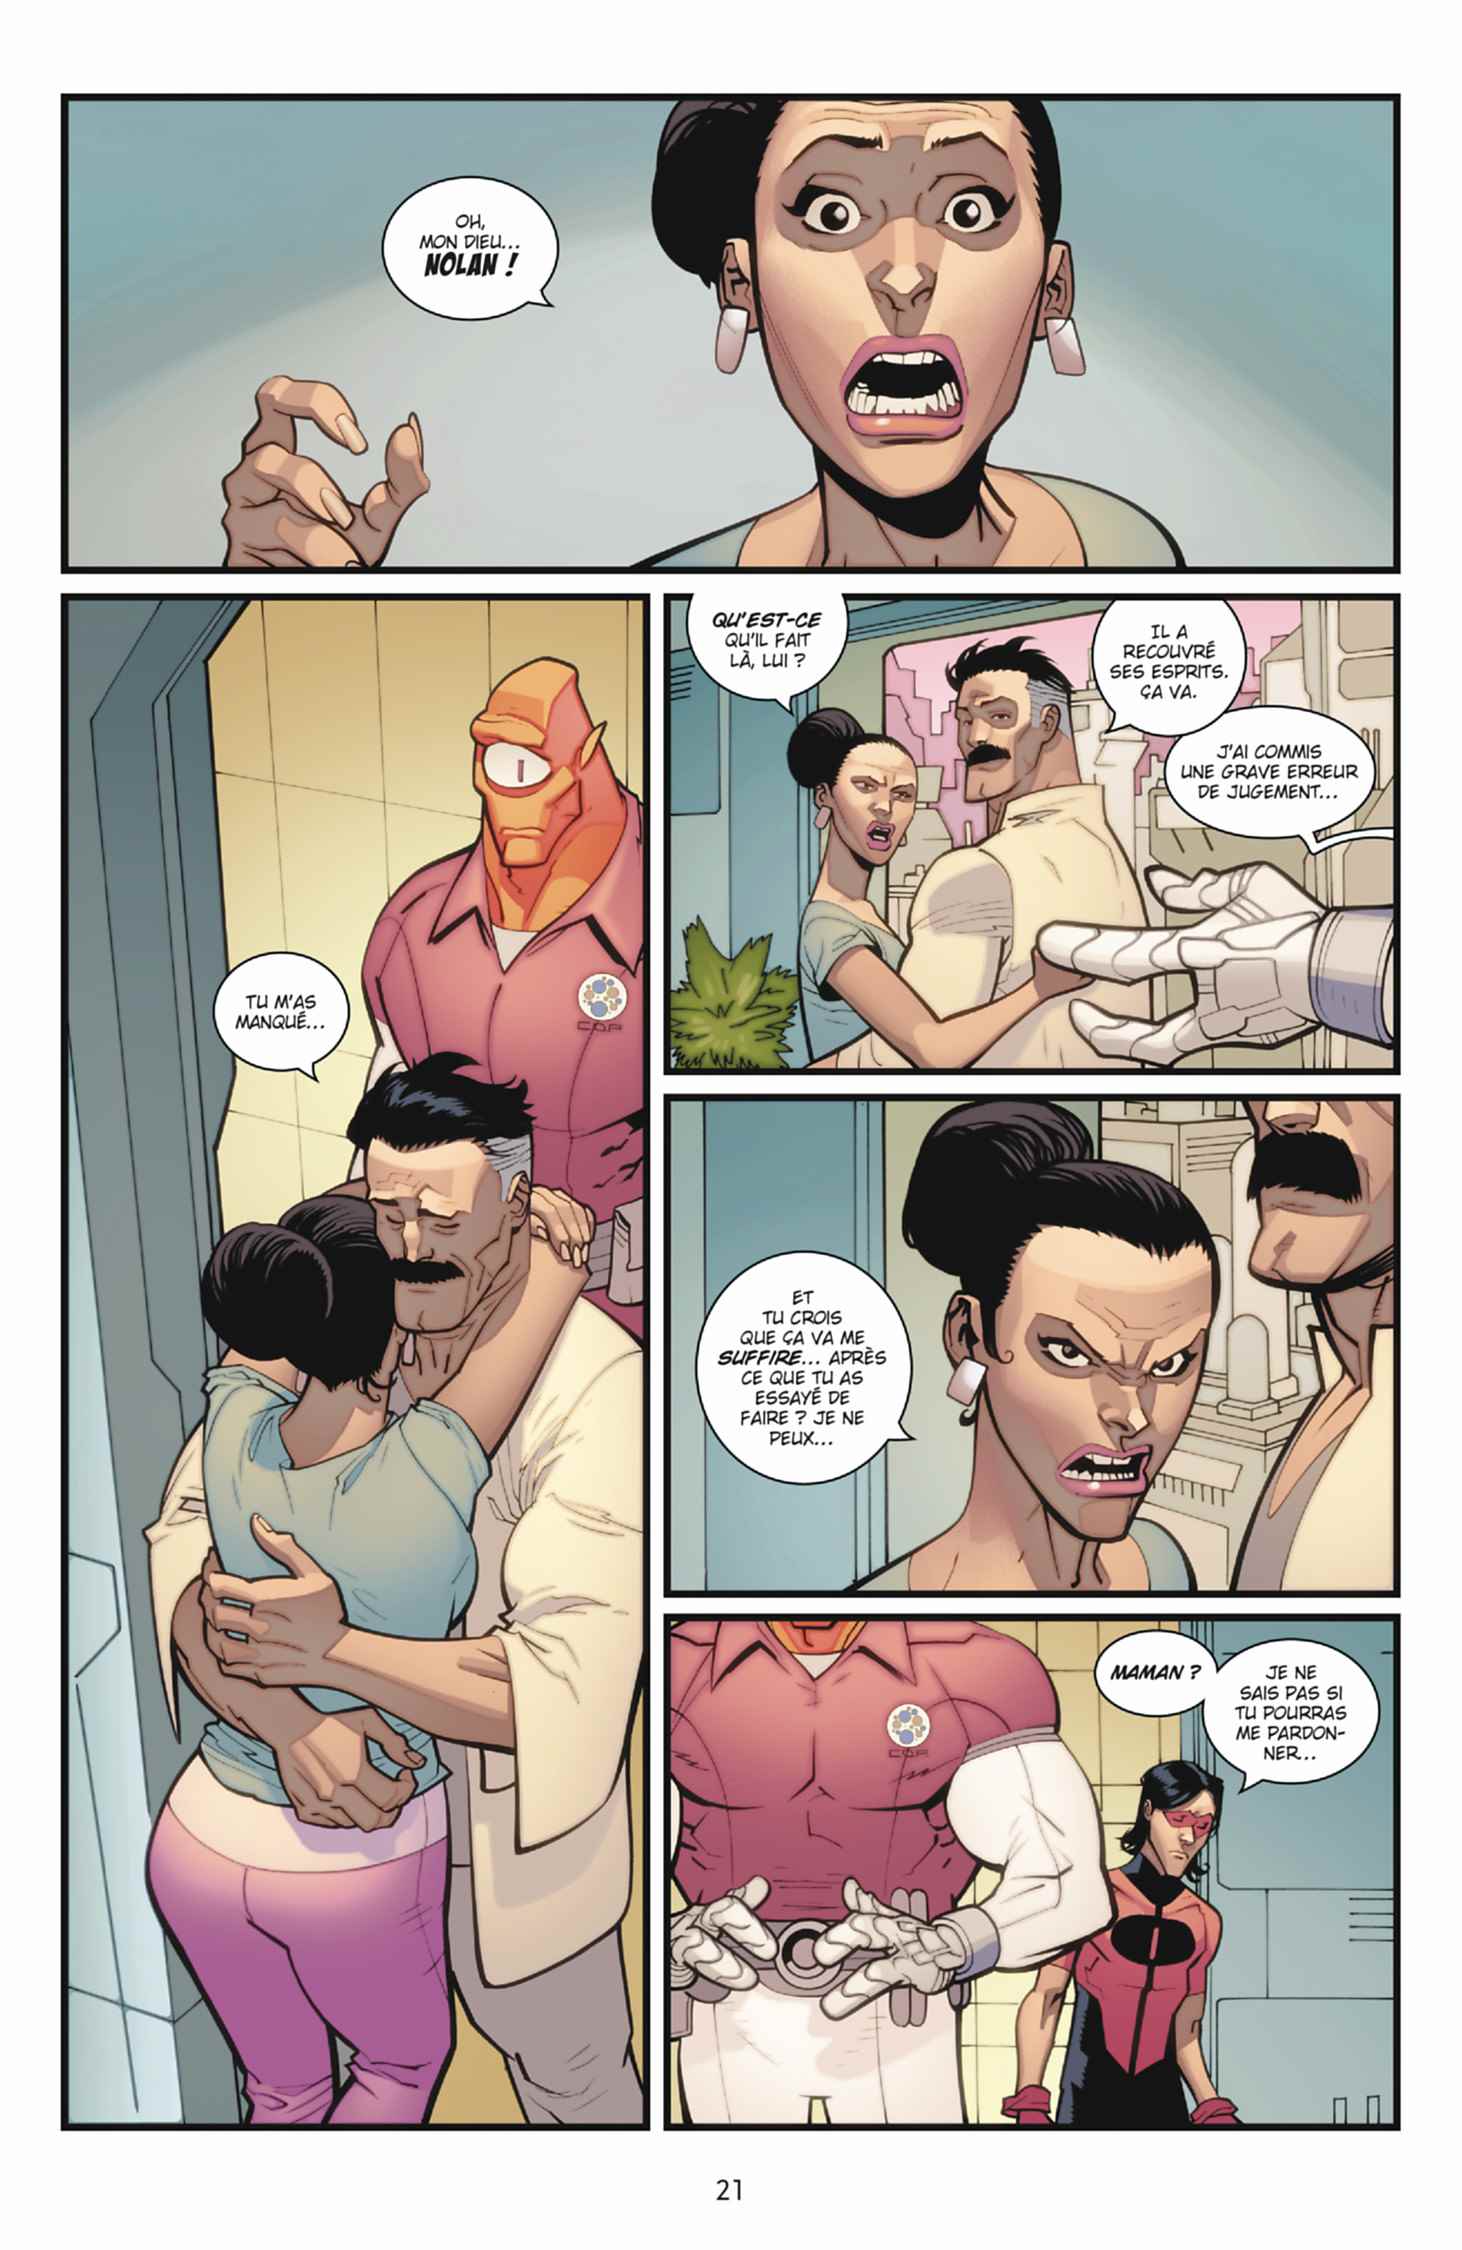 OH,
MON DIEU...
NOLAN !
TU M'AS
MANQUÉ...
C.D.P.
QU'EST-CE
QU'IL FAIT
LÀ, LUI ?
IL A
RECOUVRÉ
SES ESPRITS.
ÇA VA.
J'AI COMMIS
UNE GRAVE ERREUR
DE JUGEMENT...
ET
TU CROIS
QUE ÇA VA ME
SUFFIRE... APRÈS
CE QUE TU AS
ESSAYÉ DE
FAIRE ? JE NE
PEUX...
MAMAN ?
JE NE
SAIS PAS SI
TU POURRAS
ME PARDON-
NER...
C.D.P.
21